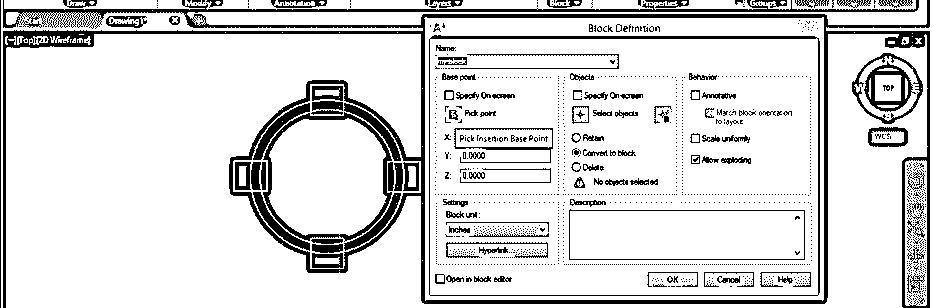 Draw Modify Annotation Layers Block Properties Groups
Start Drawing1*
[−][Top][2D Wireframe]
Block Definition
Name:
Base point
Specify On-screen
Pick point
X: Pick Insertion Base Point
Y: 0.0000
Z: 0.0000
Objects
Specify On-screen
Select objects
Retain
Convert to block
Delete
No objects selected
Behavior
Annotative
Match block orientation
to layout
Scale uniformly
Allow exploding
Settings
Block unit:
Inches
Hyperlink...
Description
Open in block editor
OK Cancel Help
TOP
WCS